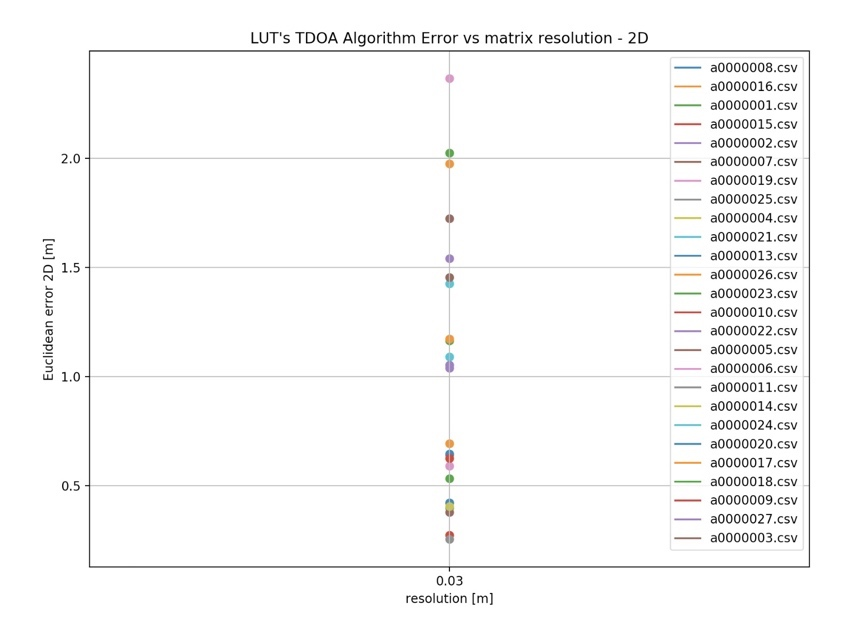 LUT's TDOA Algorithm Error vs matrix resolution - 2D
a0000008.csv
a0000016.csv
a0000001.csv
a0000015.csv
a0000002.csv
a0000007.csv
a0000019.csv
a0000025.csv
a0000004.csv
a0000021.csv
a0000013.csv
a0000026.csv
a0000023.csv
a0000010.csv
a0000022.csv
a0000005.csv
a0000006.csv
a0000011.csv
a0000014.csv
a0000024.csv
a0000020.csv
a0000017.csv
a0000018.csv
a0000009.csv
a0000027.csv
a0000003.csv
Euclidean error 2D [m]
2.0
1.5
1.0
0.5
0.03
resolution [m]